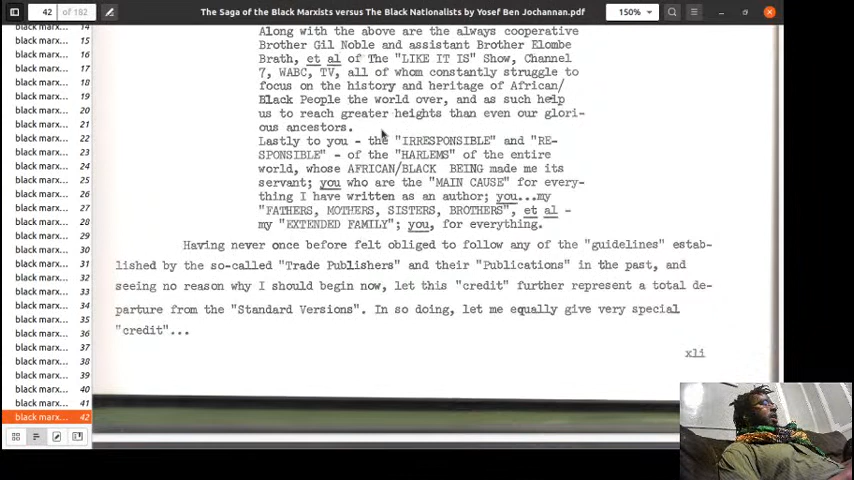 42 of 182
The Saga of the Black Marxists versus The Black Nationalists by Yosef Ben Jochannan.pdf
150%
black marx... 14
black marx... 15
black marx... 16
black marx... 17
black marx... 18
black marx... 19
black marx... 20
black marx... 21
black marx... 22
black marx... 23
black marx... 24
black marx... 25
black marx... 26
black marx... 27
black marx... 28
black marx... 29
black marx... 30
black marx... 31
black marx... 32
black marx... 33
black marx... 34
black marx... 35
black marx... 36
black marx... 37
black marx... 38
black marx... 39
black marx... 40
black marx... 41
black marx... 42
Along with the above are the always cooperative
Brother Gil Noble and assistant Brother Elombe
Brath, et al of The "LIKE IT IS" Show, Channel
7, WABC, TV, all of whom constantly struggle to
focus on the history and heritage of African/
Black People the world over, and as such help
us to reach greater heights than even our glori-
ous ancestors.
Lastly to you - the "IRRESPONSIBLE" and "RE-
SPONSIBLE" - of the "HARLEMS" of the entire
world, whose AFRICAN/BLACK BEING made me its
servant; you who are the "MAIN CAUSE" for every-
thing I have written as an author; you...my
"FATHERS, MOTHERS, SISTERS, BROTHERS", et al -
my "EXTENDED FAMILY"; you, for everything.
Having never once before felt obliged to follow any of the "guidelines" estab-
lished by the so-called "Trade Publishers" and their "Publications" in the past, and
seeing no reason why I should begin now, let this "credit" further represent a total de-
parture from the "Standard Versions". In so doing, let me equally give very special
"credit"...
xli